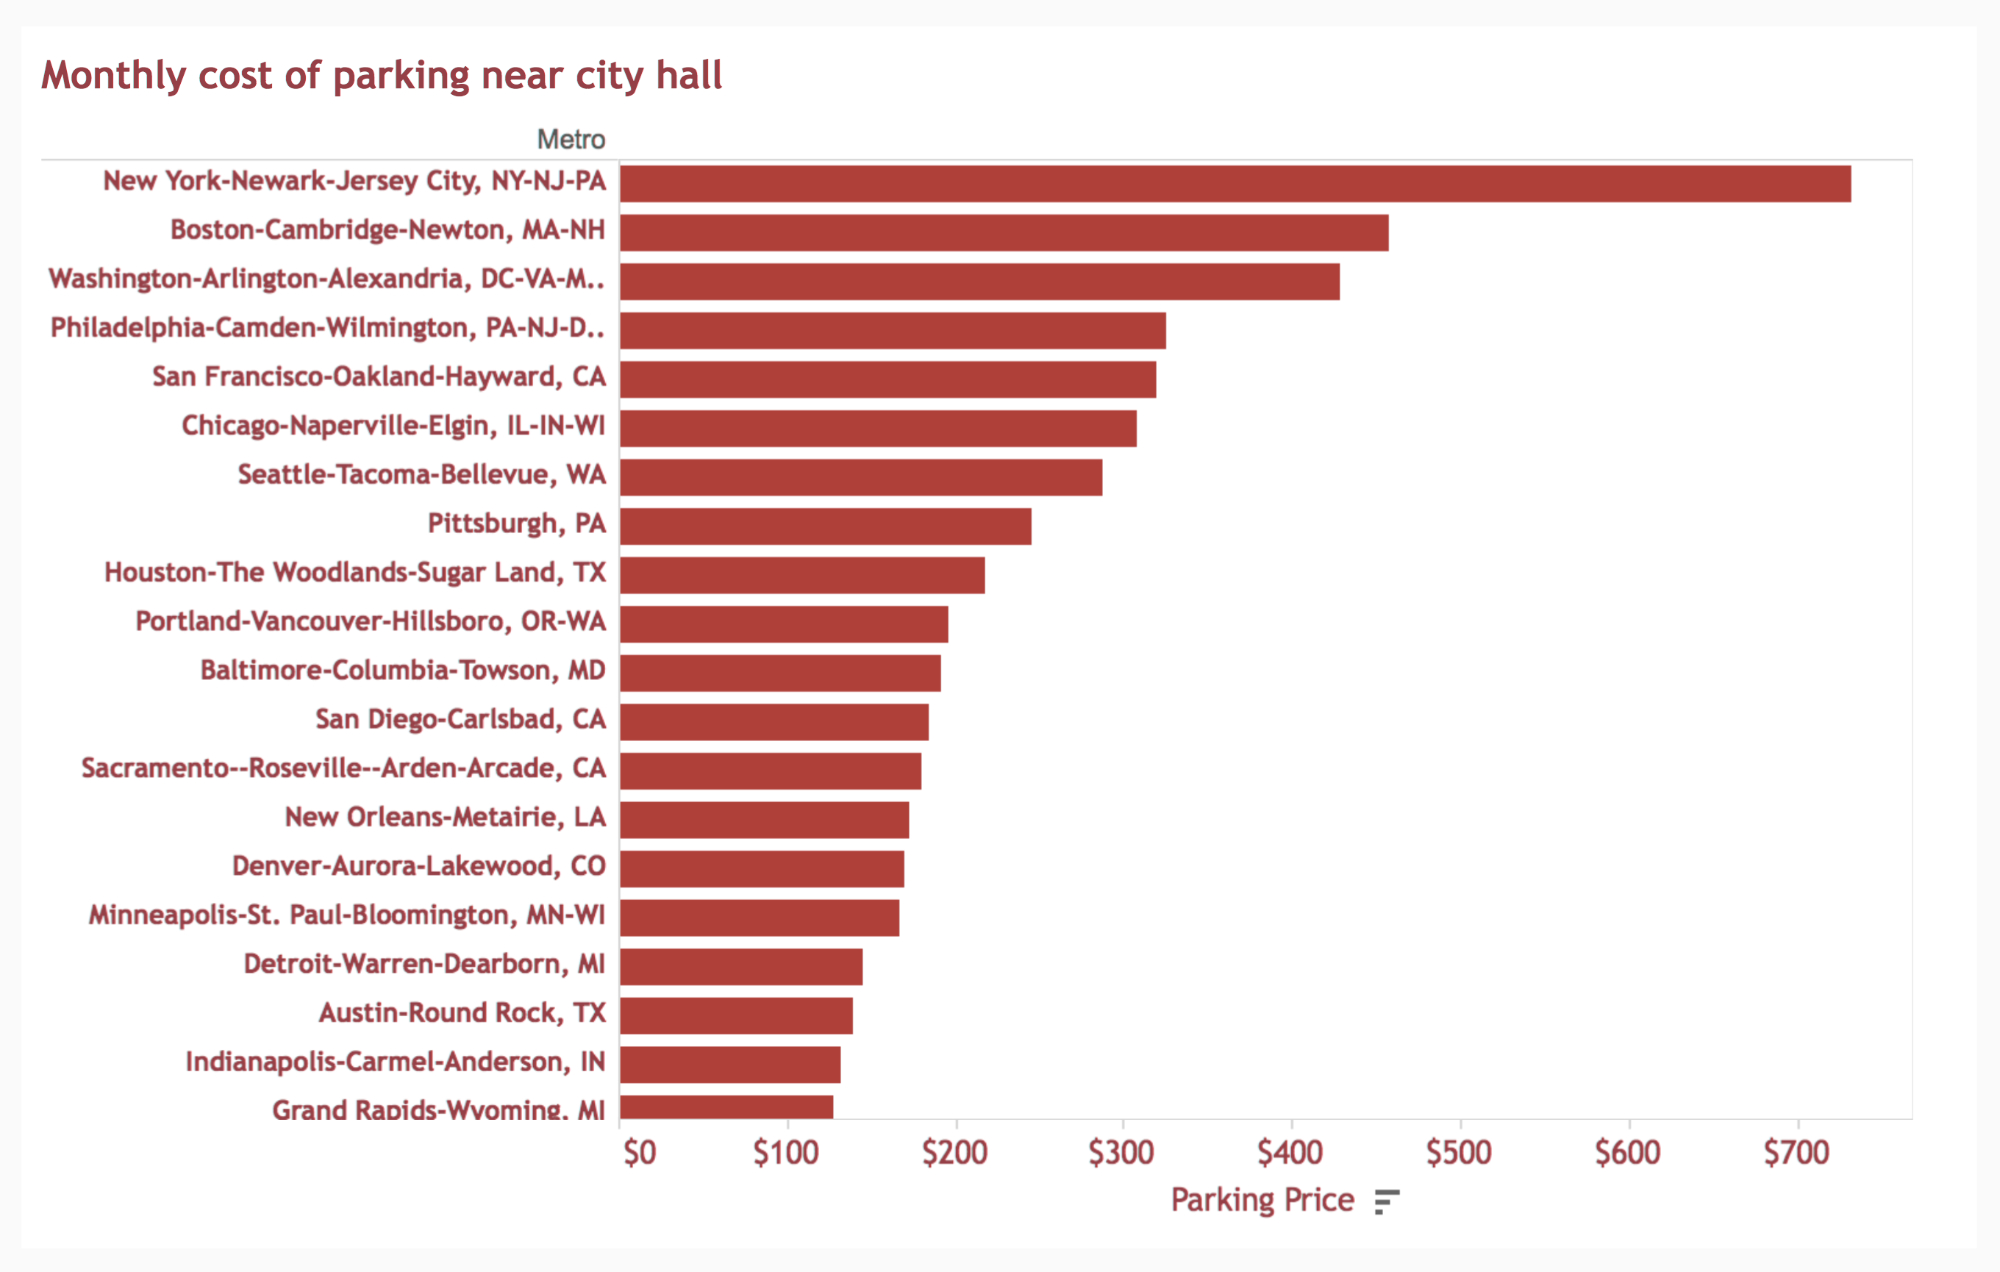 Monthly cost of parking near city hall
Metro
New York-Newark-Jersey City, NY-NJ-PA
Boston-Cambridge-Newton, MA-NH
Washington-Arlington-Alexandria, DC-VA-M..
Philadelphia-Camden-Wilmington, PA-NJ-D..
San Francisco-Oakland-Hayward, CA
Chicago-Naperville-Elgin, IL-IN-WI
Seattle-Tacoma-Bellevue, WA
Pittsburgh, PA
Houston-The Woodlands-Sugar Land, TX
Portland-Vancouver-Hillsboro, OR-WA
Baltimore-Columbia-Towson, MD
San Diego-Carlsbad, CA
Sacramento--Roseville--Arden-Arcade, CA
New Orleans-Metairie, LA
Denver-Aurora-Lakewood, CO
Minneapolis-St. Paul-Bloomington, MN-WI
Detroit-Warren-Dearborn, MI
Austin-Round Rock, TX
Indianapolis-Carmel-Anderson, IN
Grand Rapids-Wyoming, MI
$0 $100 $200 $300 $400 $500 $600 $700
Parking Price